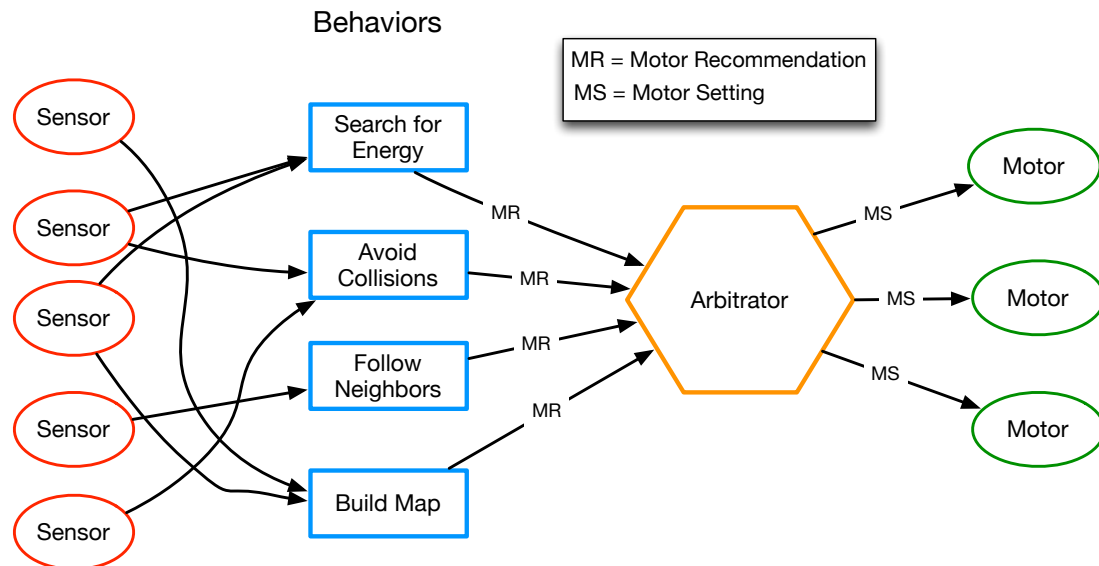 Behaviors
MR = Motor Recommendation
MS = Motor Setting
Sensor
Sensor
Sensor
Sensor
Sensor
Search for
Energy
Avoid
Collisions
Follow
Neighbors
Build Map
MR
MR
MR
MR
Arbitrator
MS
MS
MS
Motor
Motor
Motor